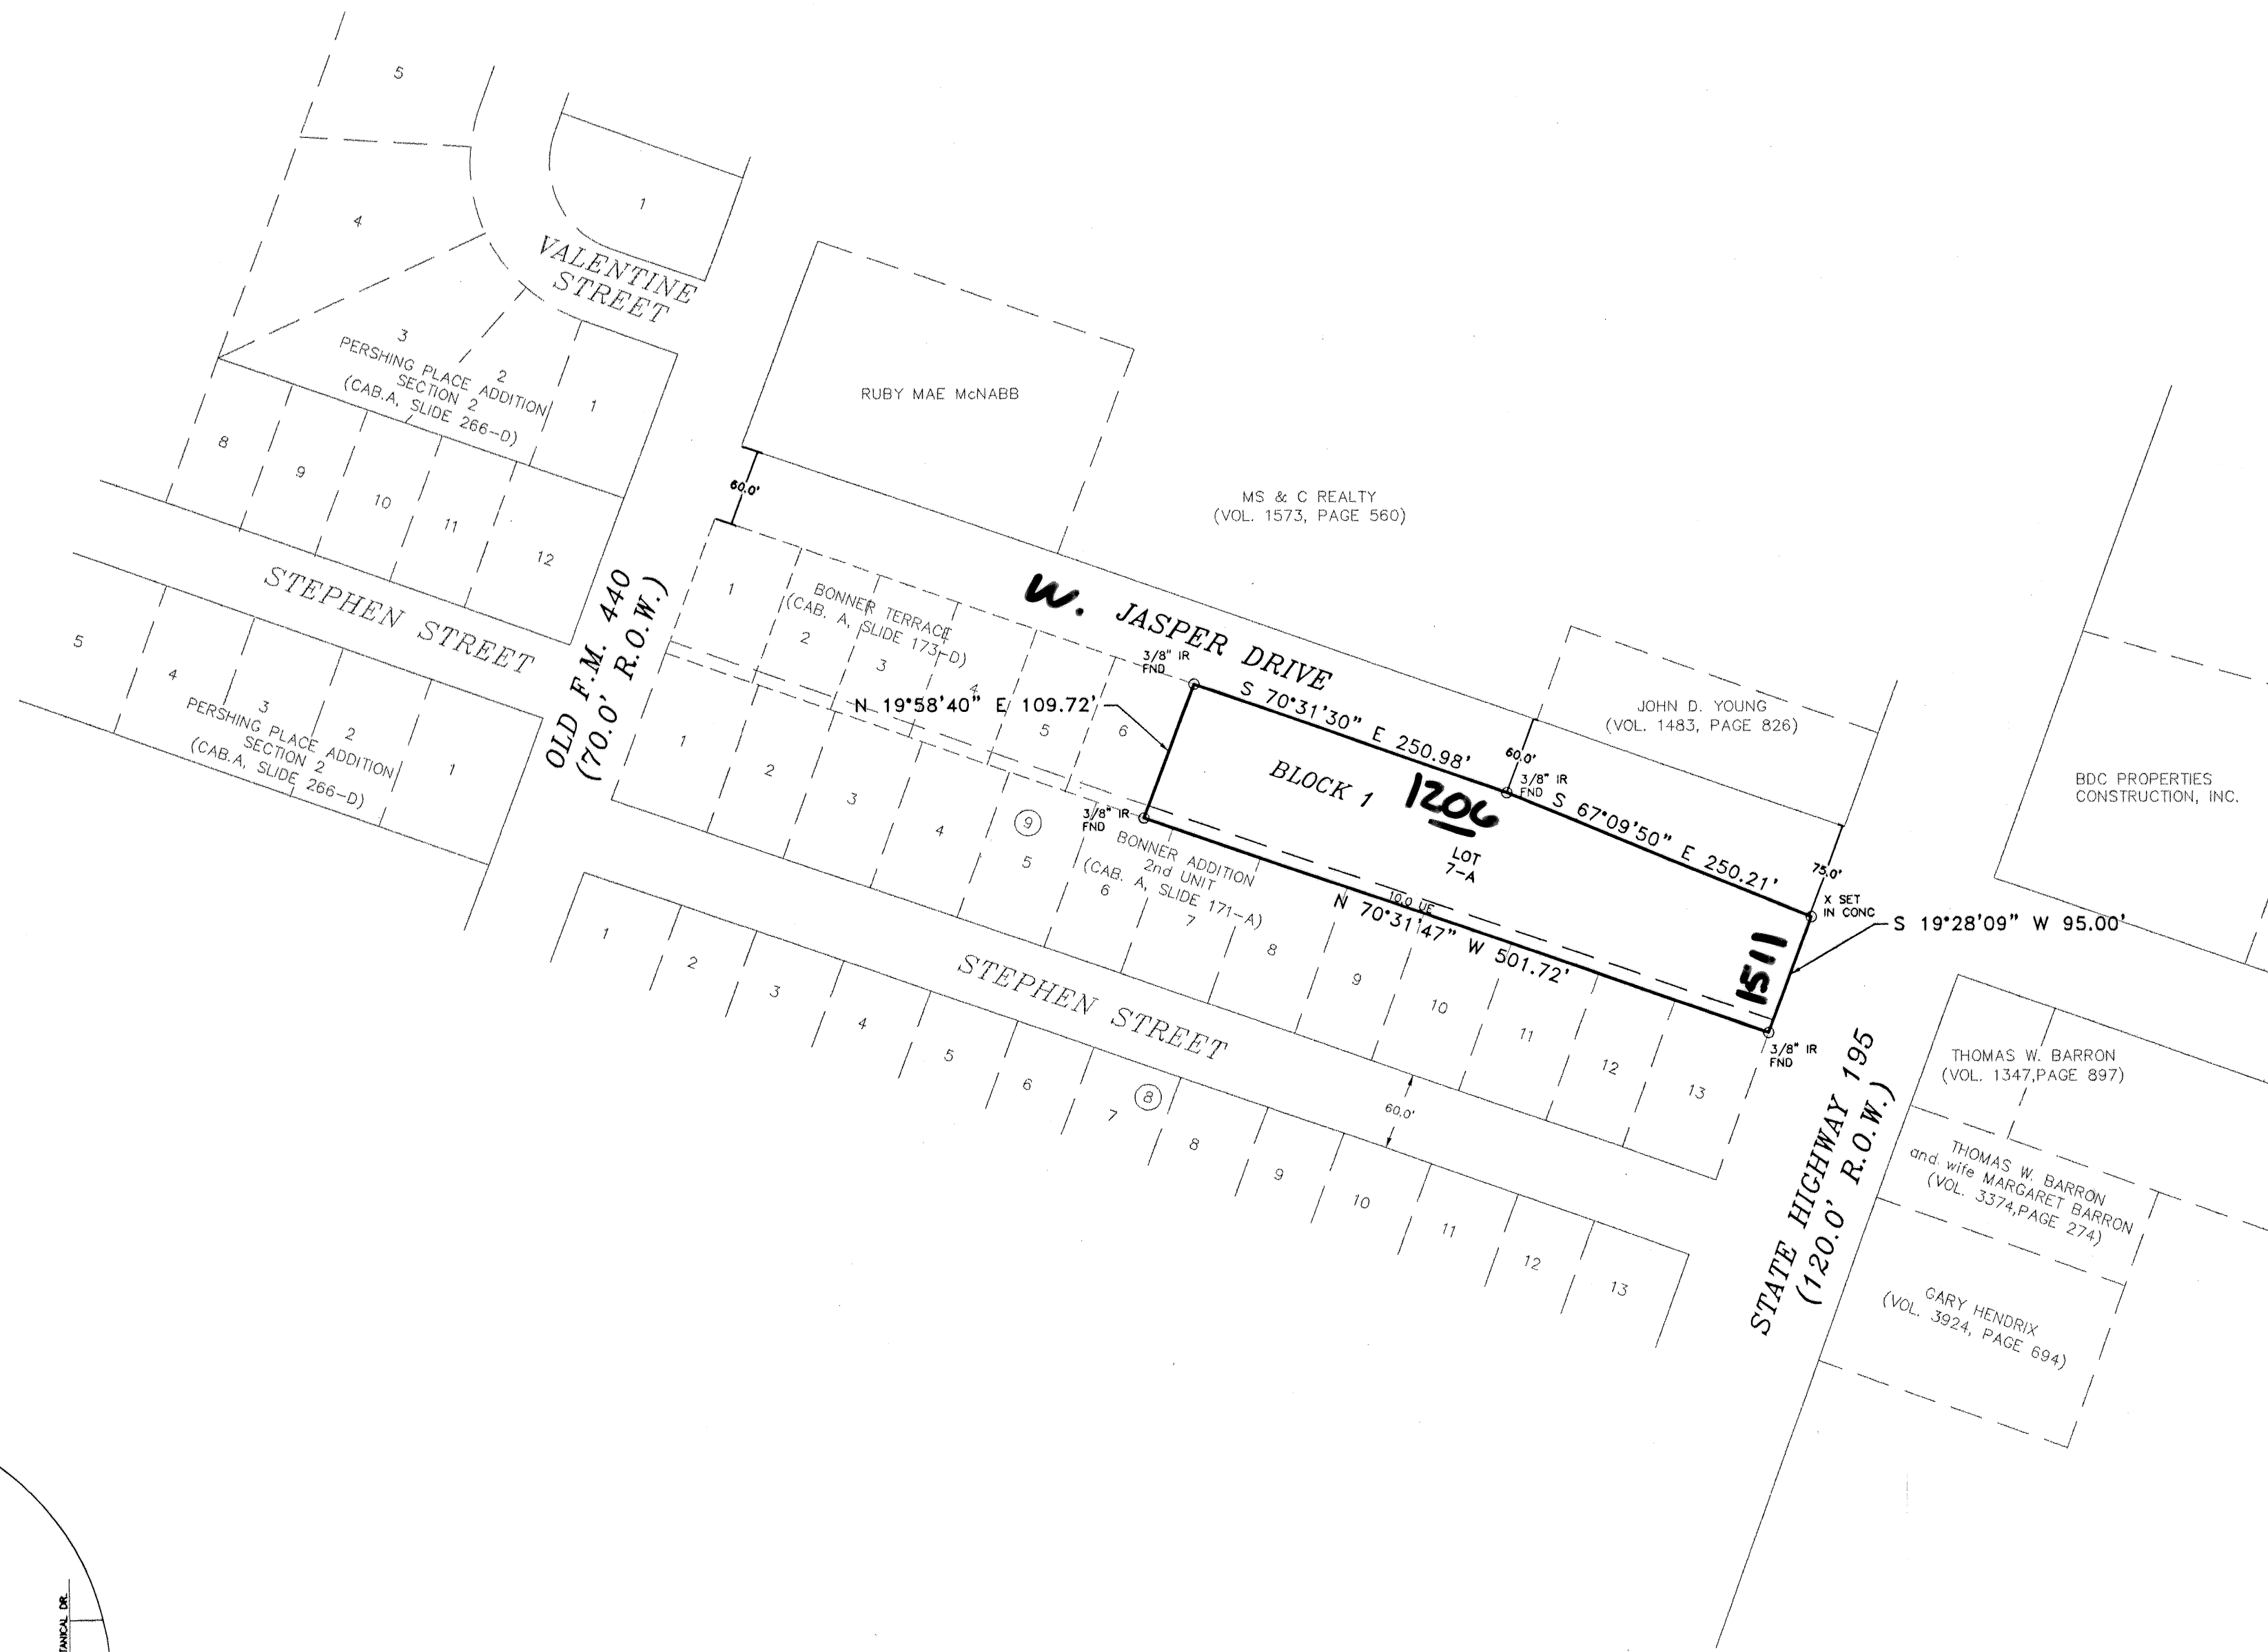 5
4
1
VALENTINE
STREET
3
2
1
PERSHING PLACE ADDITION
SECTION 2
(CAB.A, SLIDE 266-D)
8
9
10
11
12
RUBY MAE McNABB
60.0'
MS & C REALTY
(VOL. 1573, PAGE 560)
STEPHEN STREET
OLD F.M. 440
(70.0' R.O.W.)
5
4
3
2
1
PERSHING PLACE ADDITION
SECTION 2
(CAB.A, SLIDE 266-D)
1
2
3
4
5
6
BONNER TERRACE
(CAB. A, SLIDE 173-D)
W. JASPER DRIVE
3/8" IR
FND
N 19°58'40" E 109.72'
S 70°31'30" E 250.98'
60.0'
3/8" IR
FND
S 67°09'50" E 250.21'
JOHN D. YOUNG
(VOL. 1483, PAGE 826)
BDC PROPERTIES
CONSTRUCTION, INC.
BLOCK 1
1206
LOT
7-A
75.0'
X SET
IN CONC
S 19°28'09" W 95.00'
1511
10.0 UE
N 70°31'47" W 501.72'
3/8" IR
FND
3/8" IR
FND
1
2
3
4
9
5
6
7
8
9
10
11
12
13
BONNER ADDITION
2nd UNIT
(CAB. A, SLIDE 171-A)
STEPHEN STREET
60.0'
1
2
3
4
5
6
7
8
8
9
10
11
12
13
STATE HIGHWAY 195
(120.0' R.O.W.)
THOMAS W. BARRON
(VOL. 1347,PAGE 897)
THOMAS W. BARRON
and wife MARGARET BARRON
(VOL. 3374,PAGE 274)
GARY HENDRIX
(VOL. 3924, PAGE 694)
TANICAL DR.